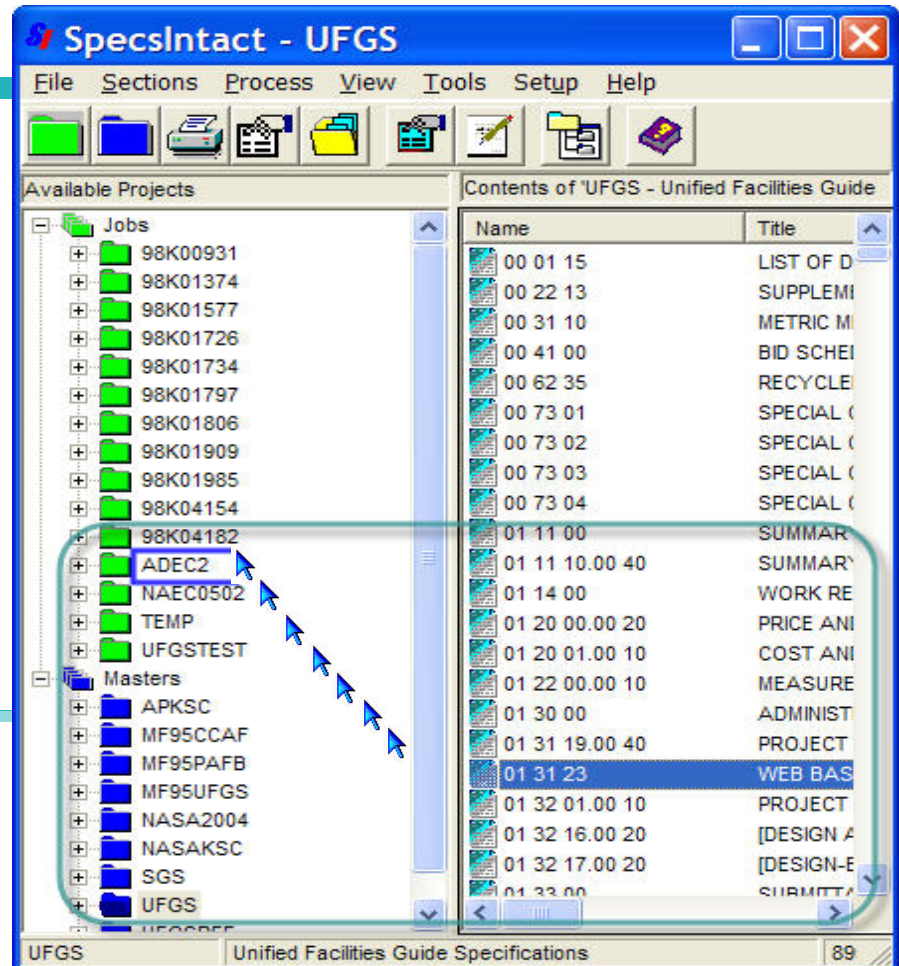 SpecsIntact - UFGS
File Sections Process View Tools Setup Help
Available Projects
Jobs
98K00931
98K01374
98K01577
98K01726
98K01734
98K01797
98K01806
98K01909
98K01985
98K04154
98K04182
ADEC2
NAEC0502
TEMP
UFGSTEST
Masters
APKSC
MF95CCAF
MF95PAFB
MF95UFGS
NASA2004
NASAKSC
SGS
UFGS
Contents of 'UFGS - Unified Facilities Guide
Name Title
00 01 15 LIST OF D
00 22 13 SUPPLEM
00 31 10 METRIC M
00 41 00 BID SCHE
00 62 35 RECYCLE
00 73 01 SPECIAL
00 73 02 SPECIAL
00 73 03 SPECIAL
00 73 04 SPECIAL
01 11 00 SUMMAR
01 11 10.00 40 SUMMAR
01 14 00 WORK RE
01 20 00.00 20 PRICE AN
01 20 01.00 10 COST AN
01 22 00.00 10 MEASURE
01 30 00 ADMINIST
01 31 19.00 40 PROJECT
01 31 23 WEB BAS
01 32 01.00 10 PROJECT
01 32 16.00 20 [DESIGN A
01 32 17.00 20 [DESIGN-
01 33 00
UFGS Unified Facilities Guide Specifications 89